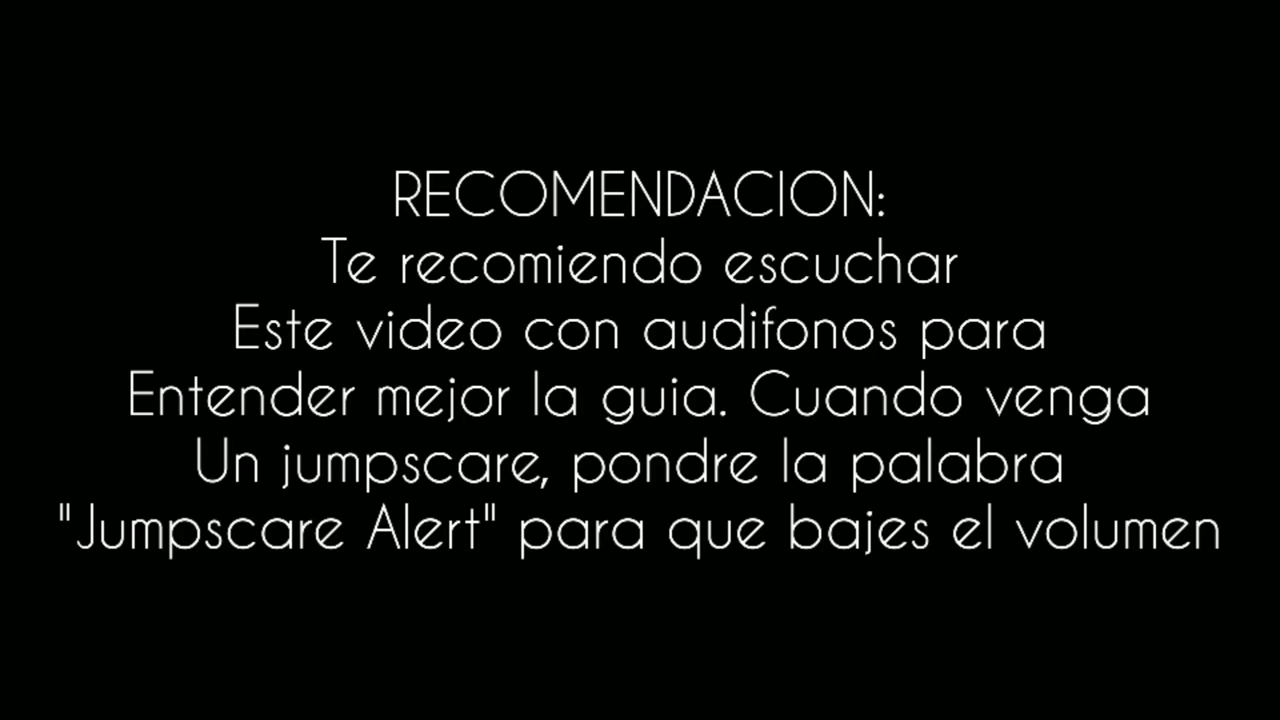 RECOMENDACION:
Te recomiendo escuchar
Este video con audifonos para
Entender mejor la guia. Cuando venga
Un jumpscare, pondre la palabra
"Jumpscare Alert" para que bajes el volumen